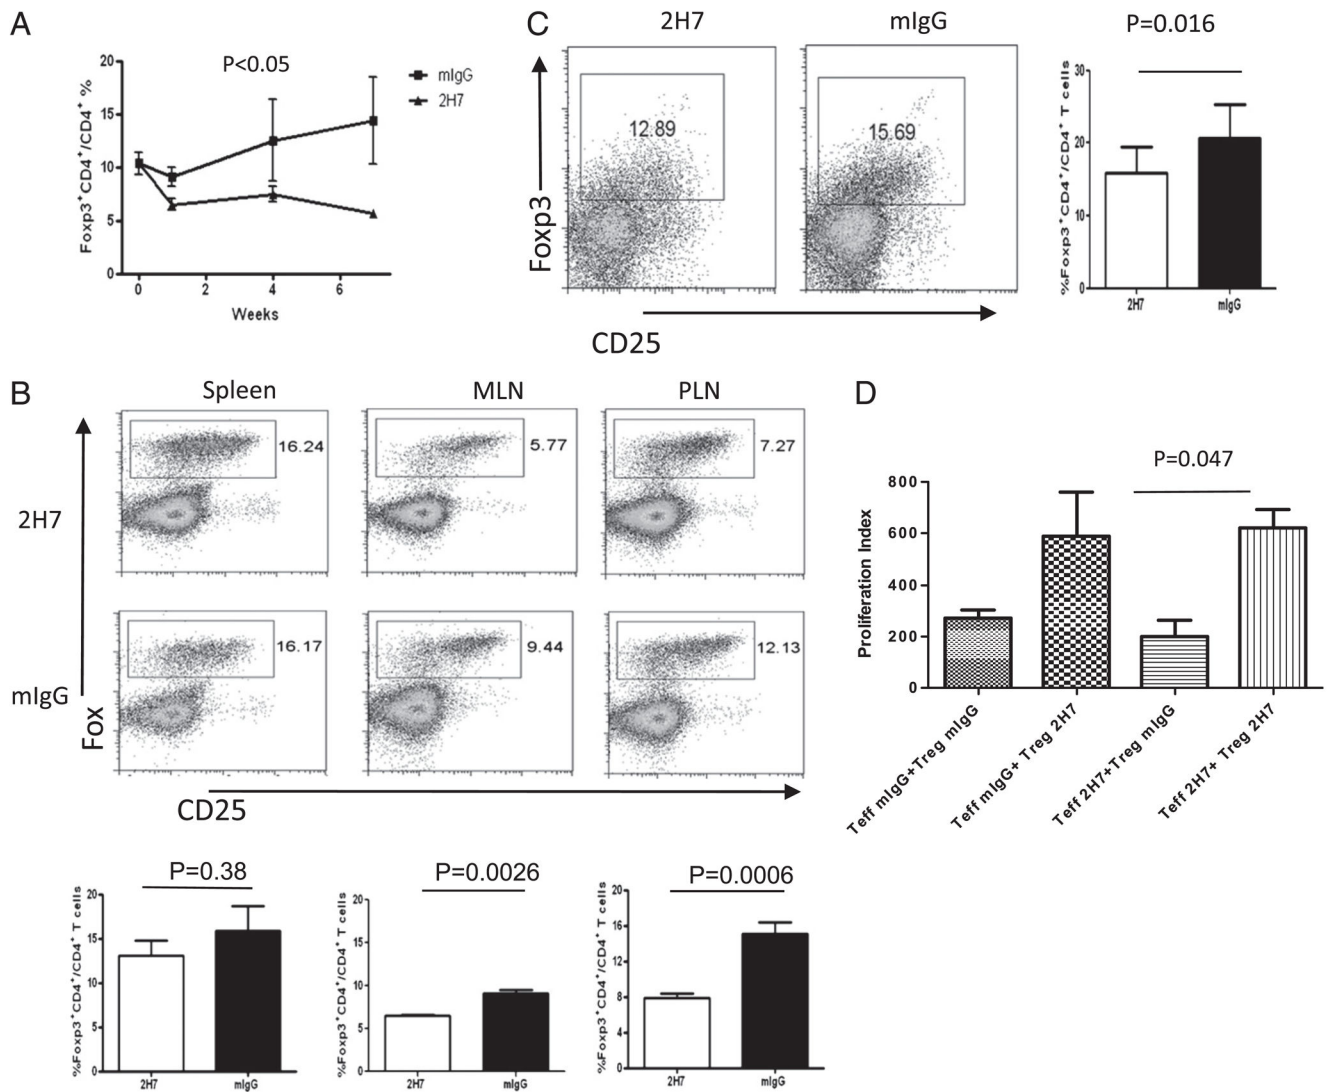 A
P<0.05
mIgG
2H7
20
15
10
5
0
Foxp3⁺CD4⁺/CD4⁺ %
0 2 4 6
Weeks
C
2H7 mIgG
12.89
15.69
Foxp3
CD25
P=0.016
30
20
10
0
%Foxp3⁺CD4⁺/CD4⁺ T cells
2H7 mIgG
B
Spleen MLN PLN
2H7
16.24
5.77
7.27
mIgG
16.17
9.44
12.13
Fox
CD25
P=0.38
20
15
10
5
0
%Foxp3⁺CD4⁺/CD4⁺ T cells
2H7 mIgG
P=0.0026
20
15
10
5
0
%Foxp3⁺CD4⁺/CD4⁺ T cells
2H7 mIgG
P=0.0006
20
16
12
8
4
0
%Foxp3⁺CD4⁺/CD4⁺ T cells
2H7 mIgG
D
P=0.047
800
600
400
200
0
Proliferation Index
Teff mIgG+Treg mIgG
Teff mIgG+ Treg 2H7
Teff 2H7+Treg mIgG
Teff 2H7+ Treg 2H7